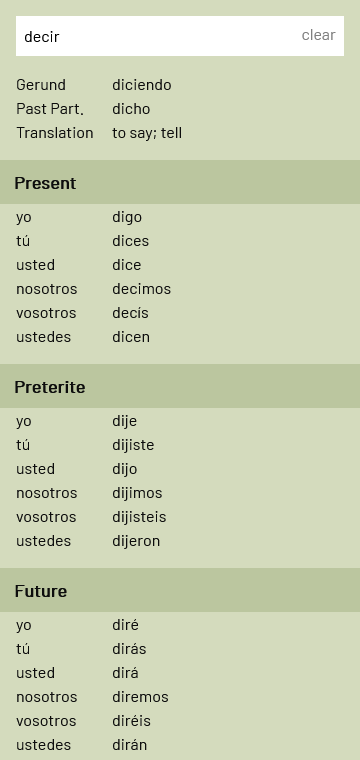 decir clear
Gerund diciendo
Past Part. dicho
Translation to say; tell
Present
yo digo
tú dices
usted dice
nosotros decimos
vosotros decís
ustedes dicen
Preterite
yo dije
tú dijiste
usted dijo
nosotros dijimos
vosotros dijisteis
ustedes dijeron
Future
yo diré
tú dirás
usted dirá
nosotros diremos
vosotros diréis
ustedes dirán